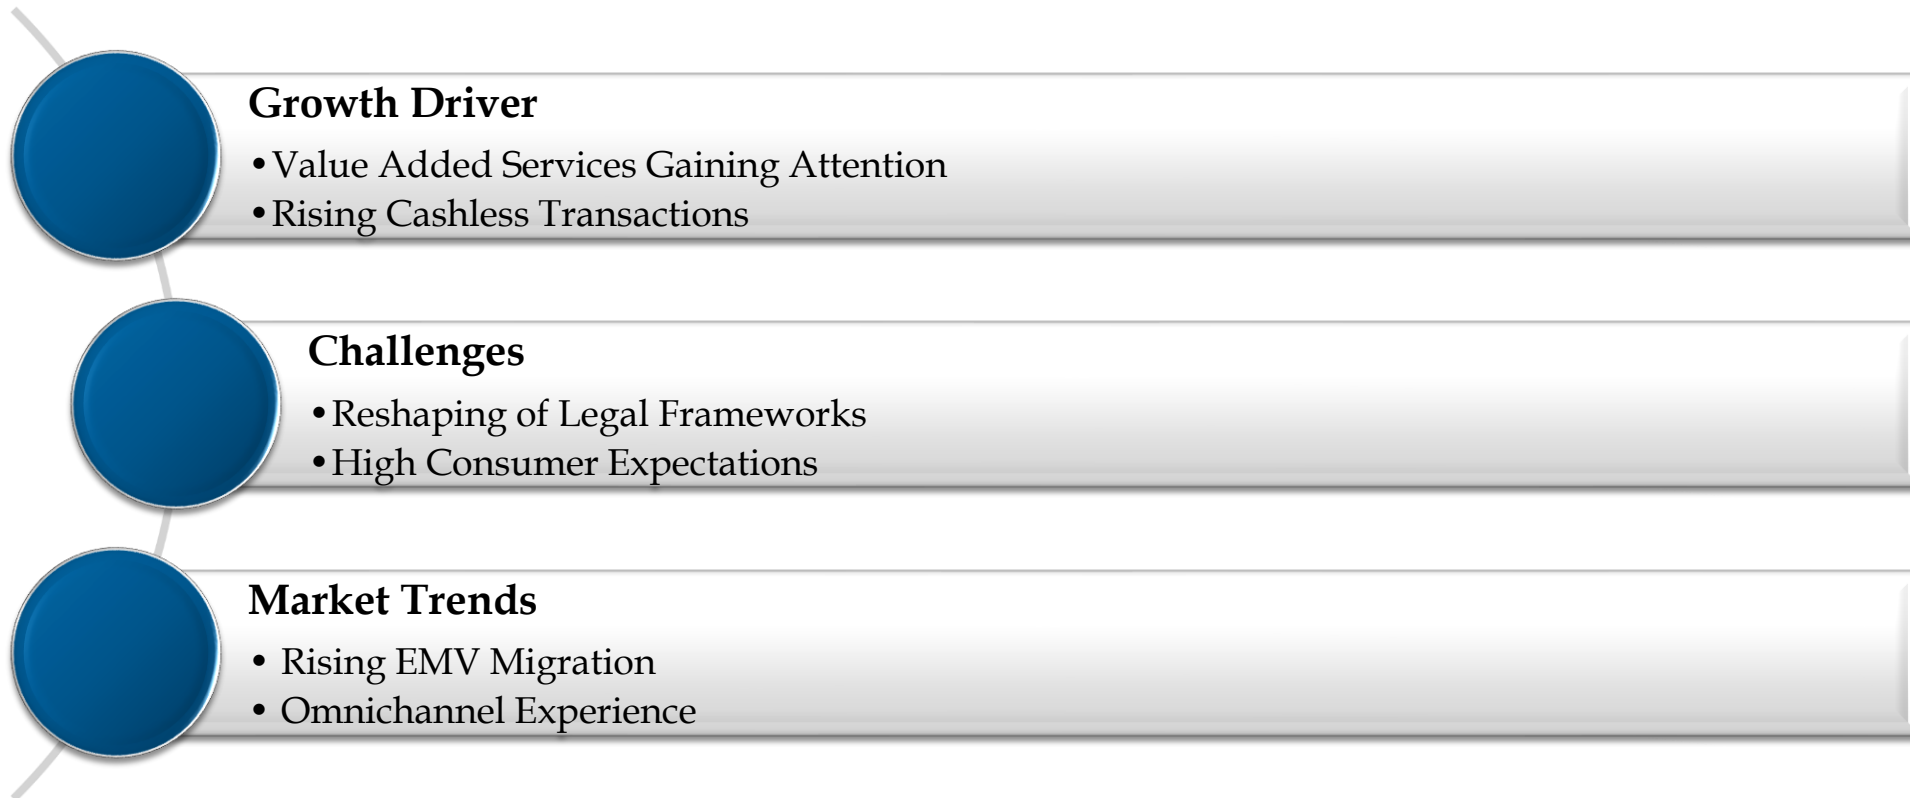 Growth Driver
•Value Added Services Gaining Attention
•Rising Cashless Transactions
Challenges
•Reshaping of Legal Frameworks
•High Consumer Expectations
Market Trends
• Rising EMV Migration
• Omnichannel Experience